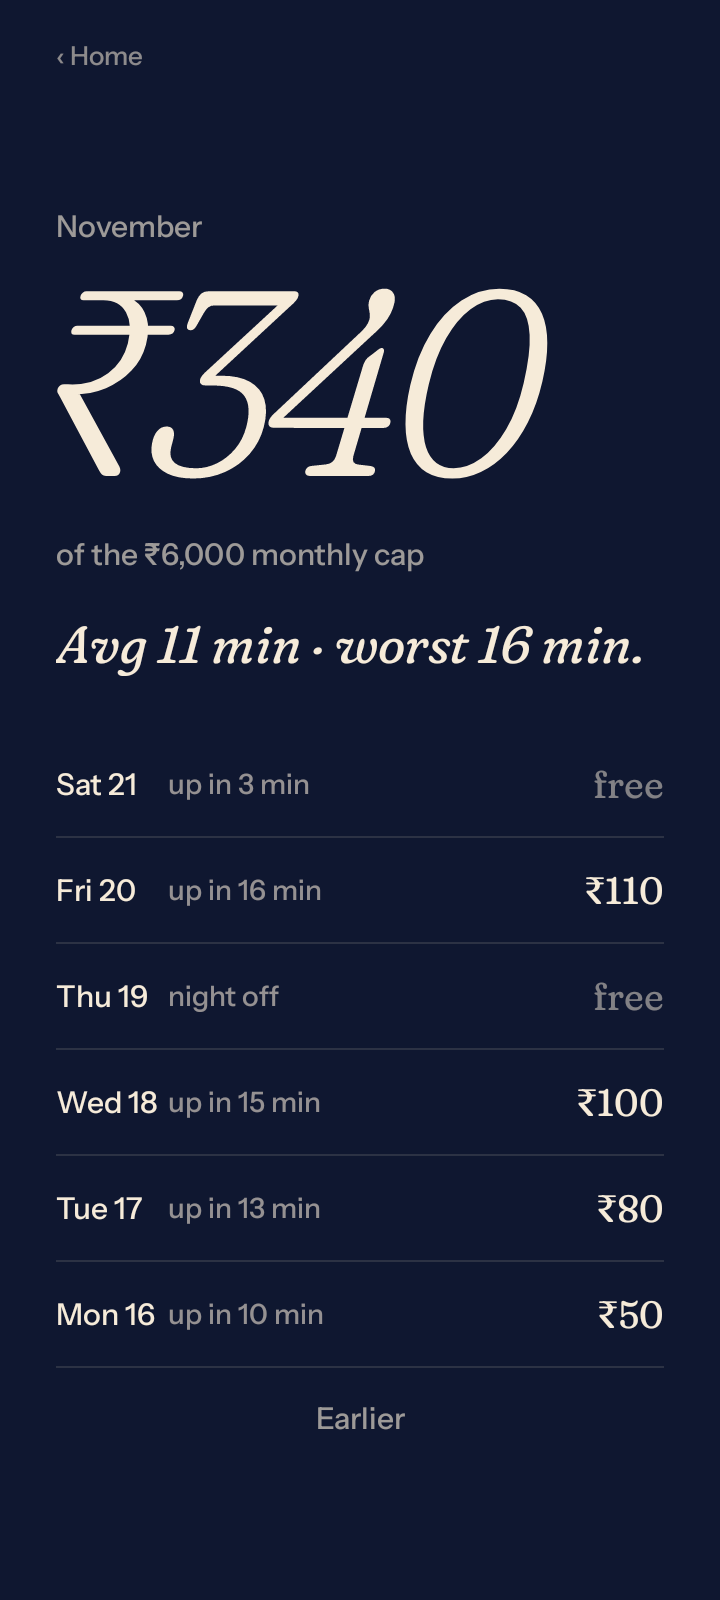 ‹ Home
November
₹340
of the ₹6,000 monthly cap
Avg 11 min · worst 16 min.
Sat 21 up in 3 min free
Fri 20 up in 16 min ₹110
Thu 19 night off free
Wed 18 up in 15 min ₹100
Tue 17 up in 13 min ₹80
Mon 16 up in 10 min ₹50
Earlier